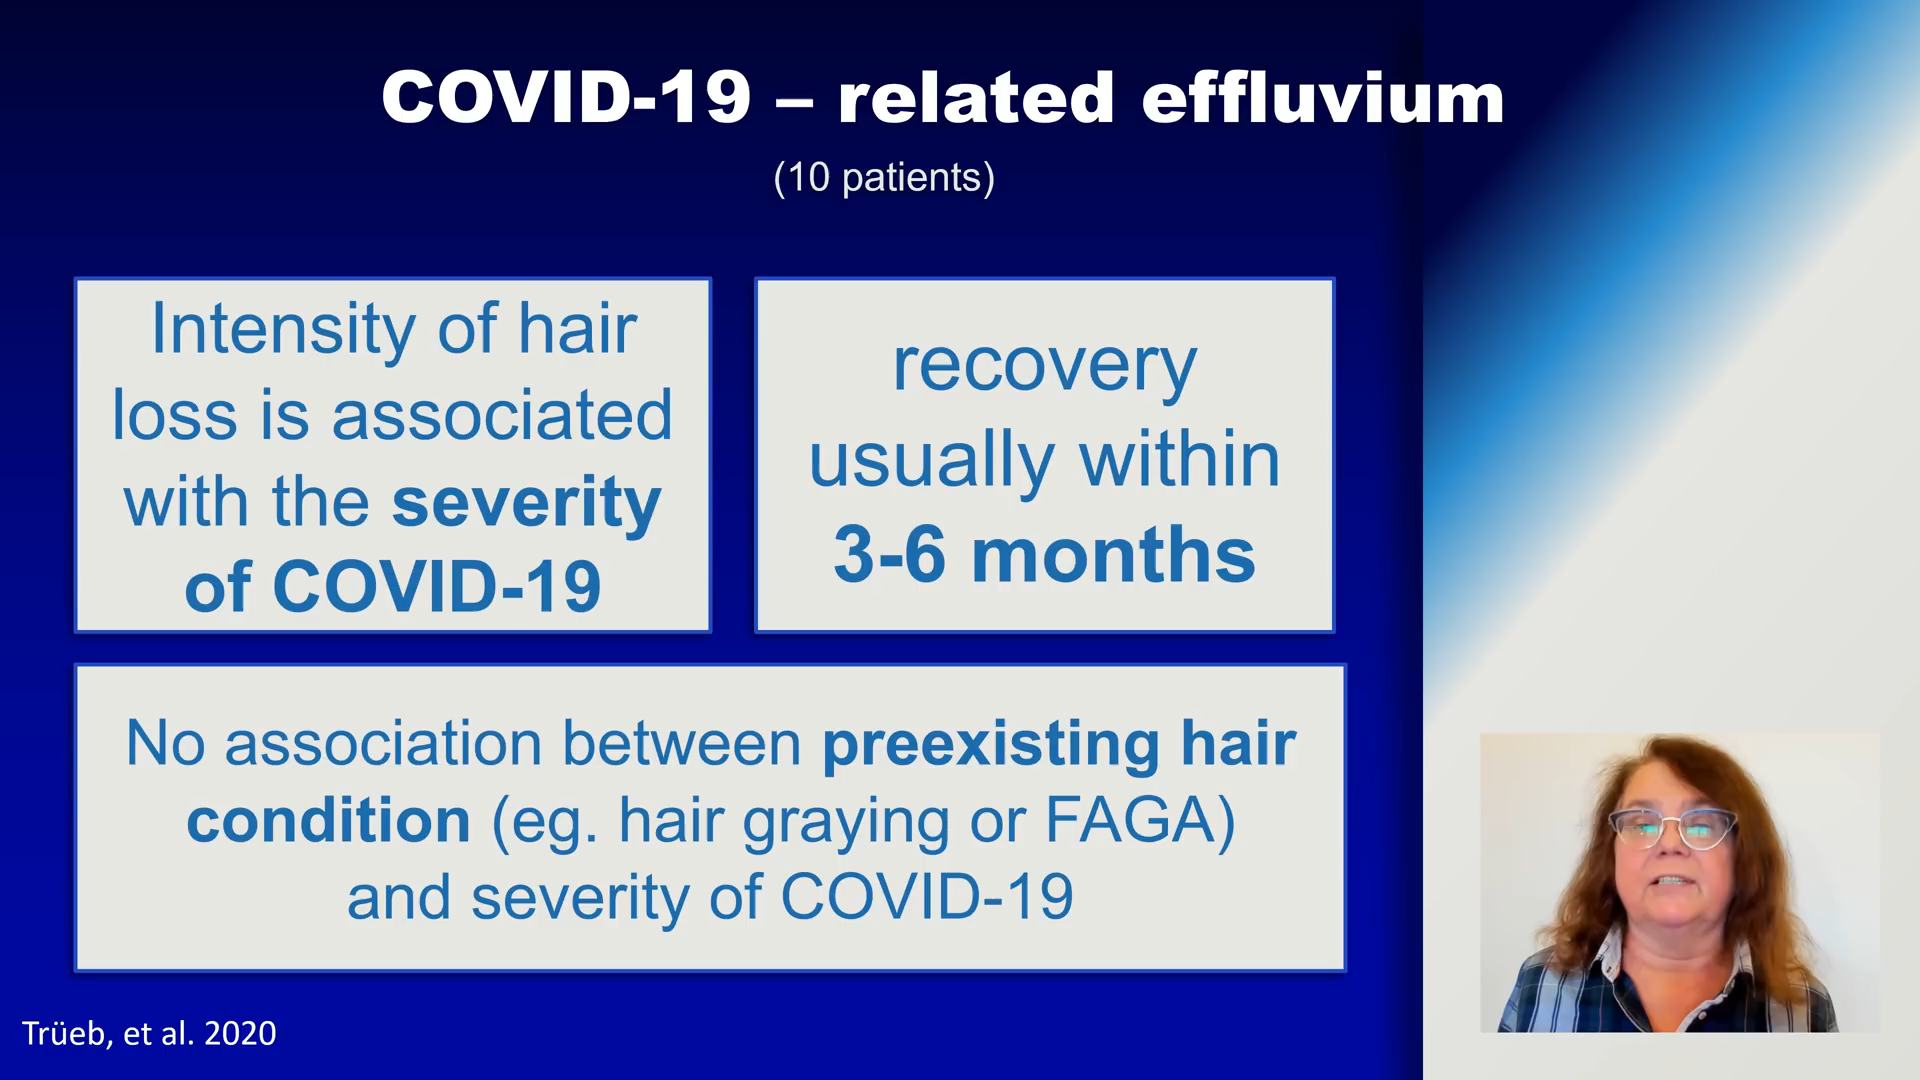 COVID-19 – related effluvium
(10 patients)
Intensity of hair
loss is associated
with the severity
of COVID-19
recovery
usually within
3-6 months
No association between preexisting hair
condition (eg. hair graying or FAGA)
and severity of COVID-19
Trüeb, et al. 2020